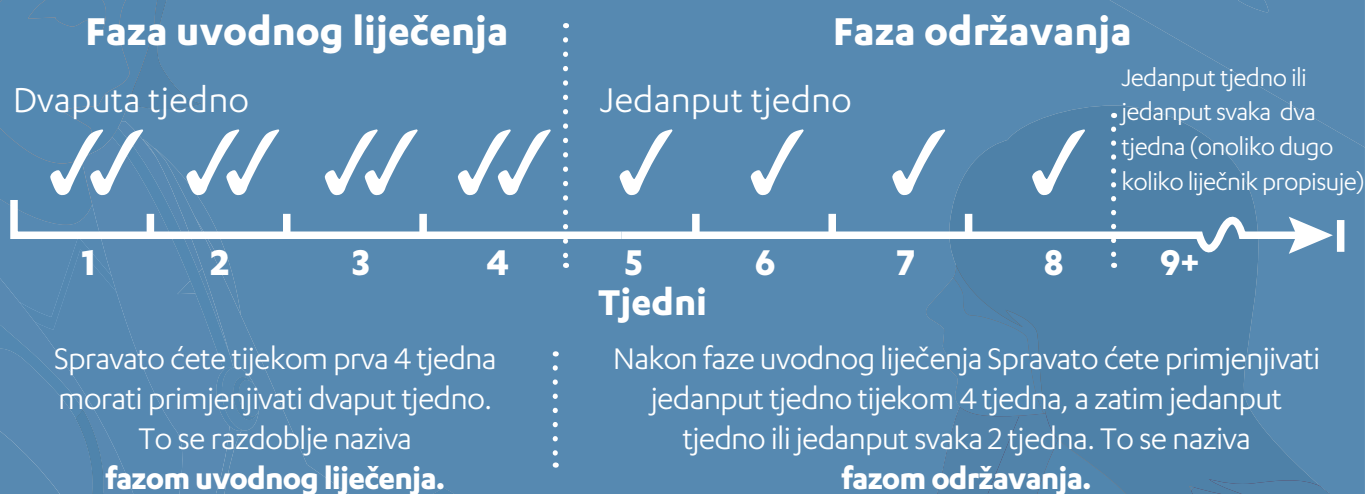 Faza uvodnog liječenja
Dvaputa tjedno
Faza održavanja
Jedanput tjedno
Jedanput tjedno ili
jedanput svaka dva
tjedna (onoliko dugo
koliko liječnik propisuje)
1 2 3 4 5 6 7 8 9+
Tjedni
Spravato ćete tijekom prva 4 tjedna
morati primjenjivati dvaput tjedno.
To se razdoblje naziva
fazom uvodnog liječenja.
Nakon faze uvodnog liječenja Spravato ćete primjenjivati
jedanput tjedno tijekom 4 tjedna, a zatim jedanput
tjedno ili jedanput svaka 2 tjedna. To se naziva
fazom održavanja.